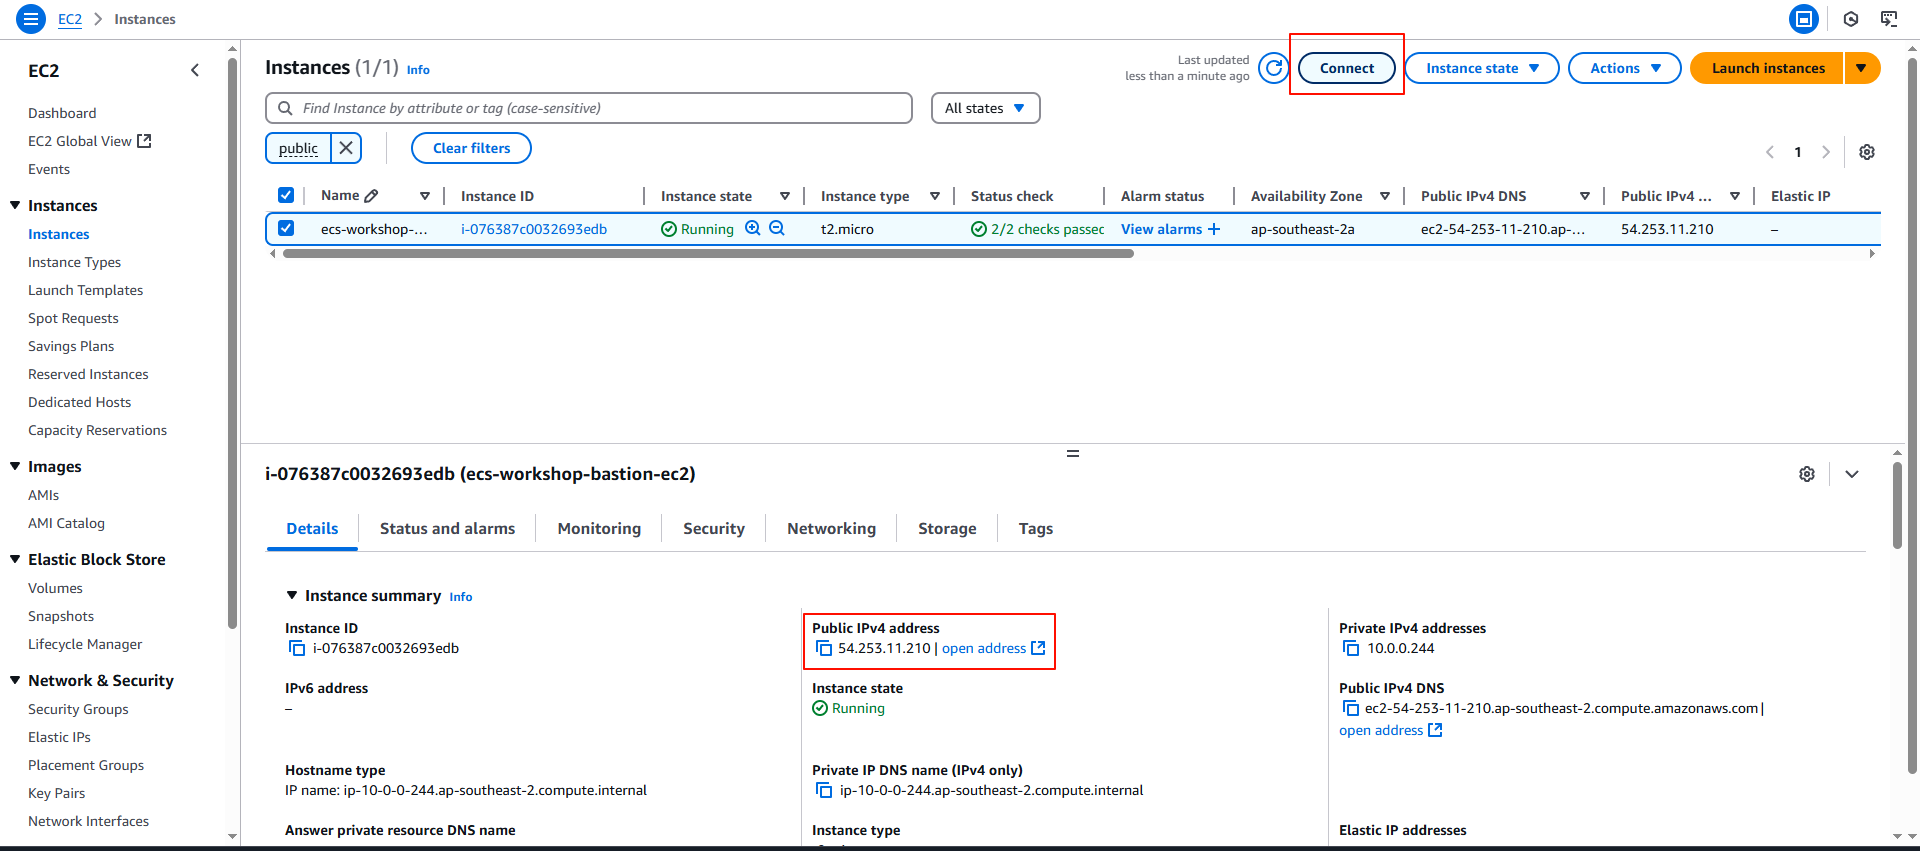 EC2 > Instances
EC2
Dashboard
EC2 Global View
Events
Instances
Instances
Instance Types
Launch Templates
Spot Requests
Savings Plans
Reserved Instances
Dedicated Hosts
Capacity Reservations
Images
AMIs
AMI Catalog
Elastic Block Store
Volumes
Snapshots
Lifecycle Manager
Network & Security
Security Groups
Elastic IPs
Placement Groups
Key Pairs
Network Interfaces
Instances (1/1) Info
Last updated
less than a minute ago
Connect
Instance state
Actions
Launch instances
Find Instance by attribute or tag (case-sensitive)
All states
public
Clear filters
1
Name Instance ID Instance state Instance type Status check Alarm status Availability Zone Public IPv4 DNS Public IPv4 ... Elastic IP
ecs-workshop-... i-076387c0032693edb Running t2.micro 2/2 checks passec View alarms + ap-southeast-2a ec2-54-253-11-210.ap-... 54.253.11.210 –
i-076387c0032693edb (ecs-workshop-bastion-ec2)
Details Status and alarms Monitoring Security Networking Storage Tags
Instance summary Info
Instance ID
i-076387c0032693edb
Public IPv4 address
54.253.11.210 | open address
Private IPv4 addresses
10.0.0.244
IPv6 address
–
Instance state
Running
Public IPv4 DNS
ec2-54-253-11-210.ap-southeast-2.compute.amazonaws.com |
open address
Hostname type
IP name: ip-10-0-0-244.ap-southeast-2.compute.internal
Private IP DNS name (IPv4 only)
ip-10-0-0-244.ap-southeast-2.compute.internal
Answer private resource DNS name
Instance type
Elastic IP addresses